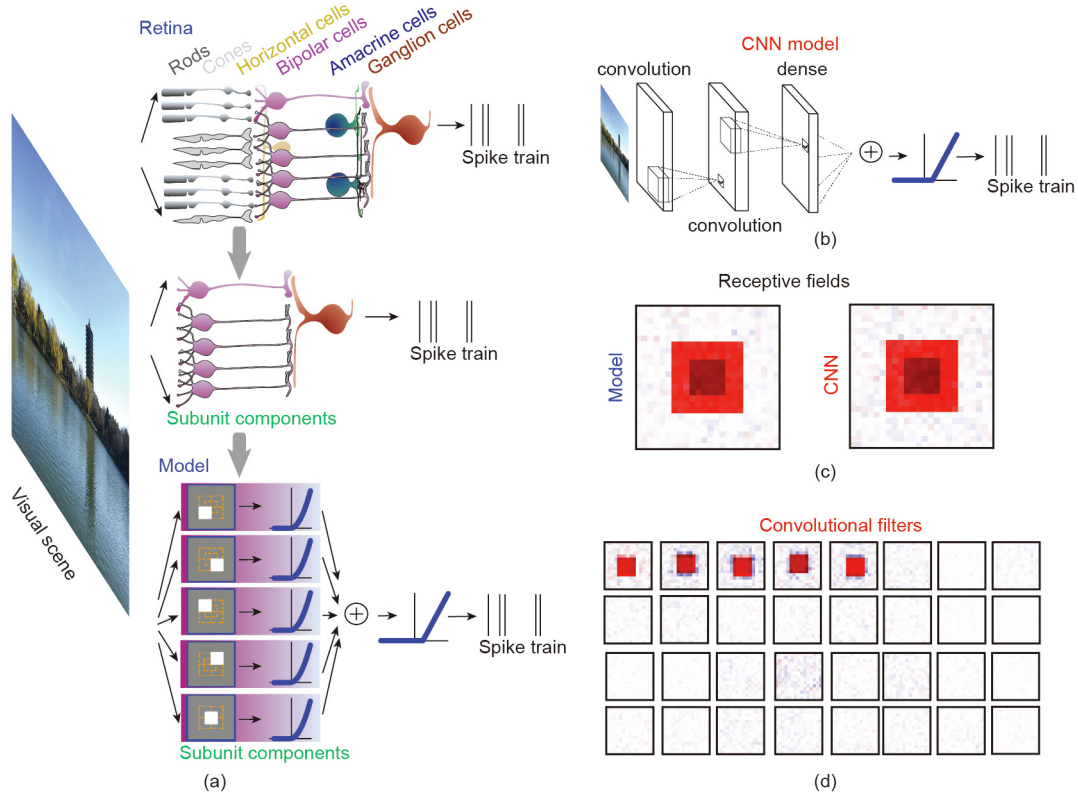 Retina
Rods
Cones
Horizontal cells
Bipolar cells
Amacrine cells
Ganglion cells
Spike train
Spike train
Subunit components
Model
Visual scene
Spike train
Subunit components
(a)
CNN model
convolution
dense
Spike train
convolution
(b)
Receptive fields
Model
CNN
(c)
Convolutional filters
(d)